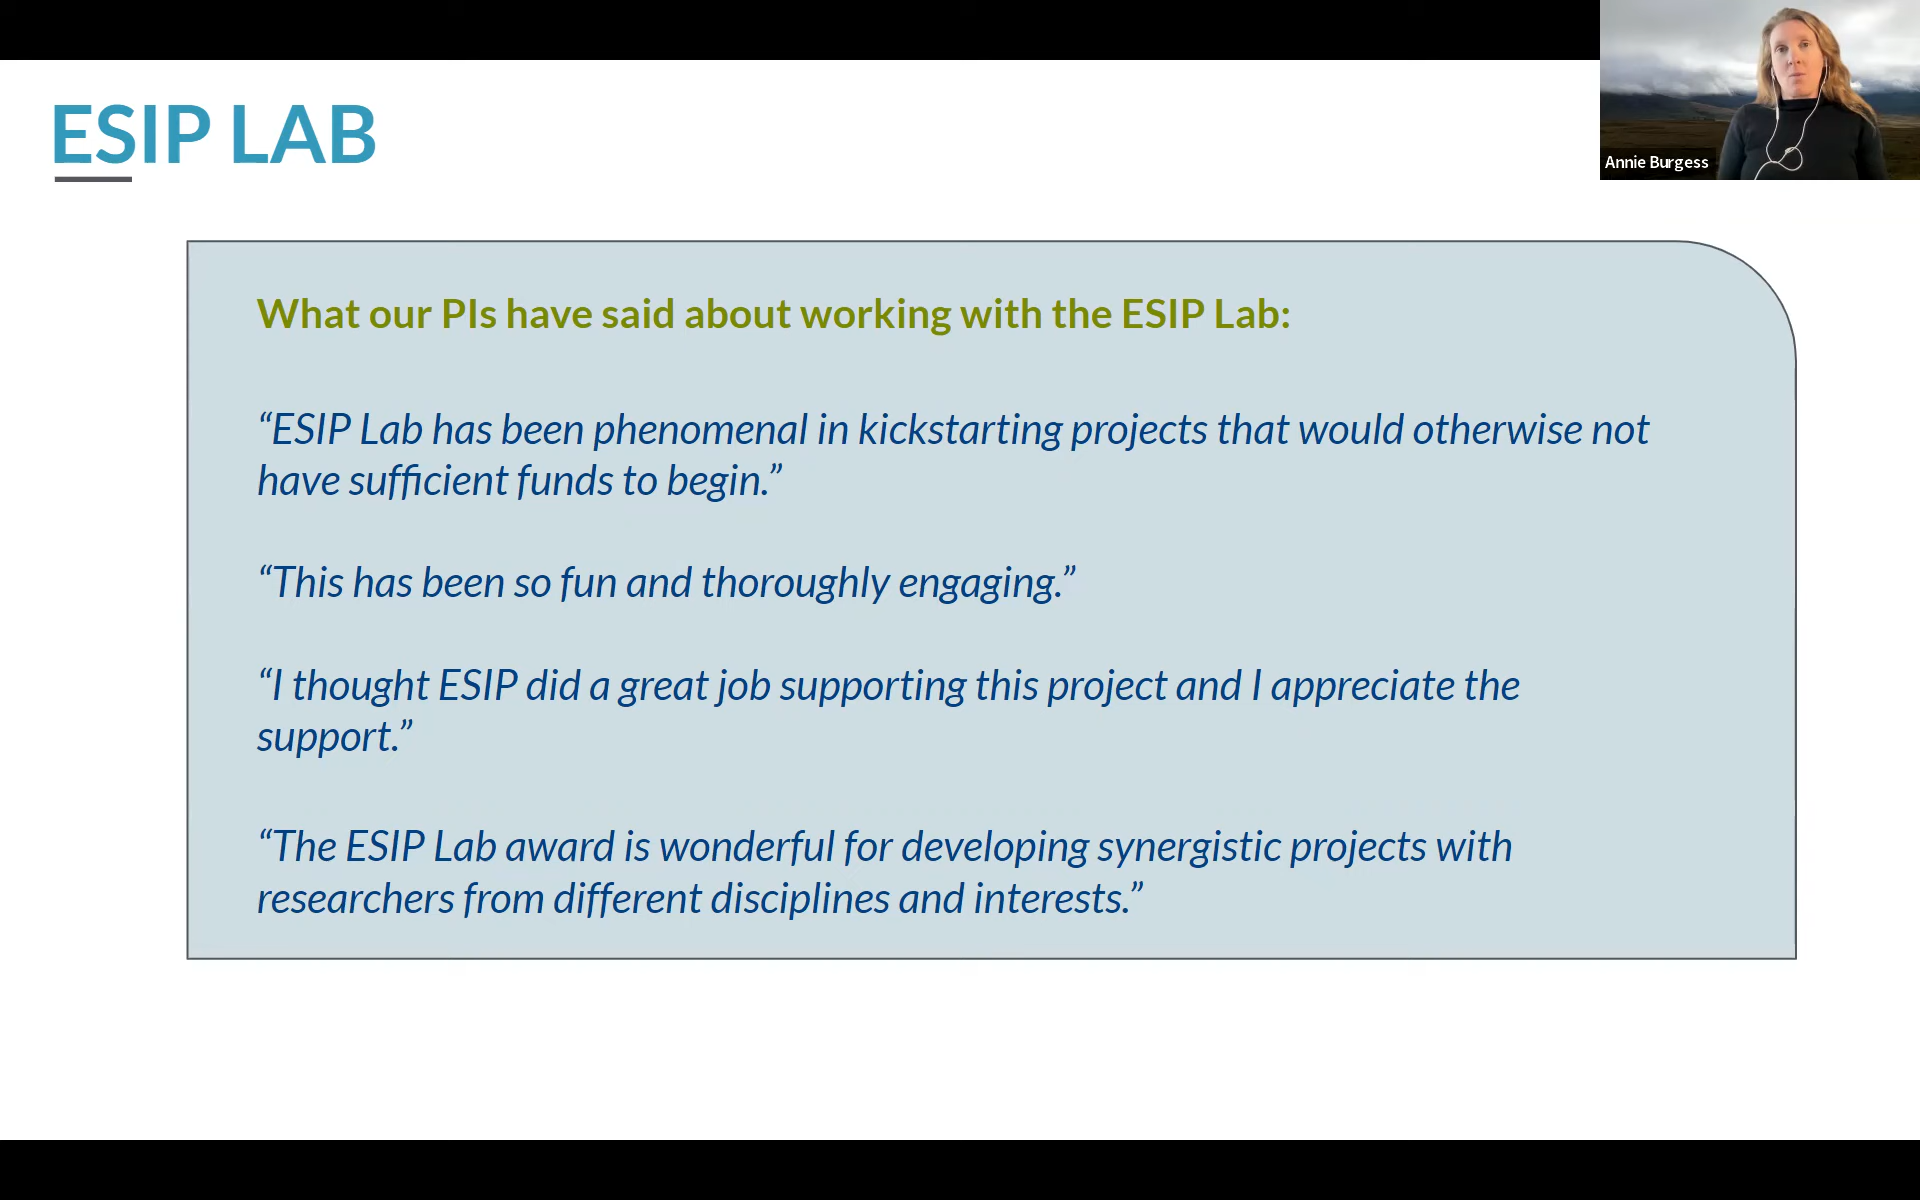 ESIP LAB
Annie Burgess
What our PIs have said about working with the ESIP Lab:
“ESIP Lab has been phenomenal in kickstarting projects that would otherwise not
have sufficient funds to begin.”
“This has been so fun and thoroughly engaging.”
“I thought ESIP did a great job supporting this project and I appreciate the
support.”
“The ESIP Lab award is wonderful for developing synergistic projects with
researchers from different disciplines and interests.”